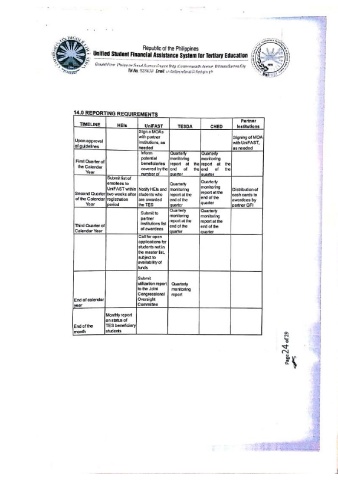 Republic of the Philippines
Unified Student Financial Assistance System for Tertiary Education
14.0 REPORTING REQUIREMENTS
TIMELINE HEIs UniFAST TESDA CHED Partner Institutions
Upon approval of guidelines
Sign a MOAs with partner institutions, as needed
Signing of MOA with UniFAST, as needed
First Quarter of the Calendar Year
Inform potential beneficiaries covered by the number of
Quarterly monitoring report at the end of the quarter
Quarterly monitoring report at the end of the quarter
Second Quarter of the Calendar Year
Submit list of enrollees to UniFAST within two weeks after registration period
Notify HEIs and students who are awarded the TES
Quarterly monitoring report at the end of the quarter
Quarterly monitoring report at the end of the quarter
Distribution of cash cards to awardees by partner GFI
Third Quarter of Calendar Year
Submit to partner institutions list of awardees
Quarterly monitoring report at the end of the quarter
Quarterly monitoring report at the end of the quarter
Call for open applications for students not in the master list, subject to availability of funds
End of calendar year
Submit utilization report to the Joint Congressional Oversight Committee
Quarterly monitoring report
End of the month
Monthly report on status of TES beneficiary students
Page 24 of 29